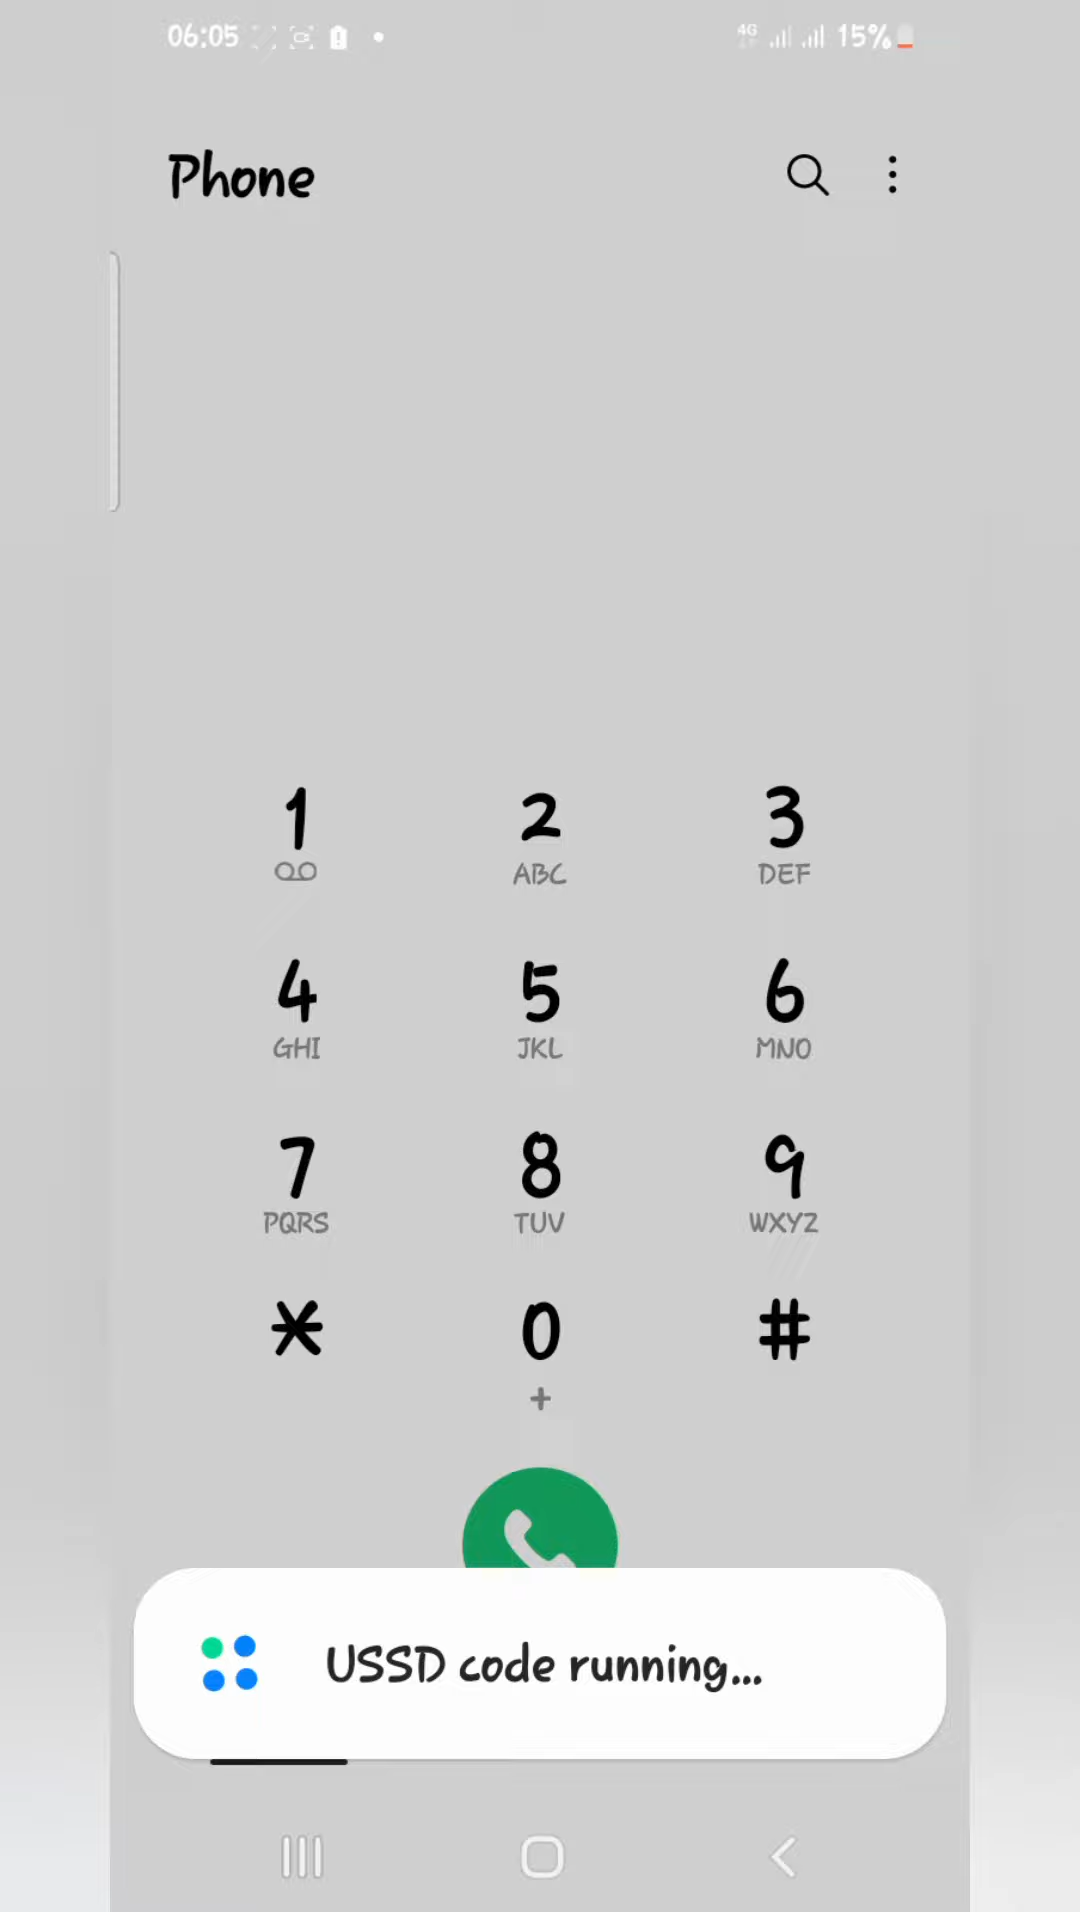 06:05
4G 15%
Phone
1 2 3
ABC DEF
4 5 6
GHI JKL MNO
7 8 9
PQRS TUV WXYZ
* 0 #
+
USSD code running...